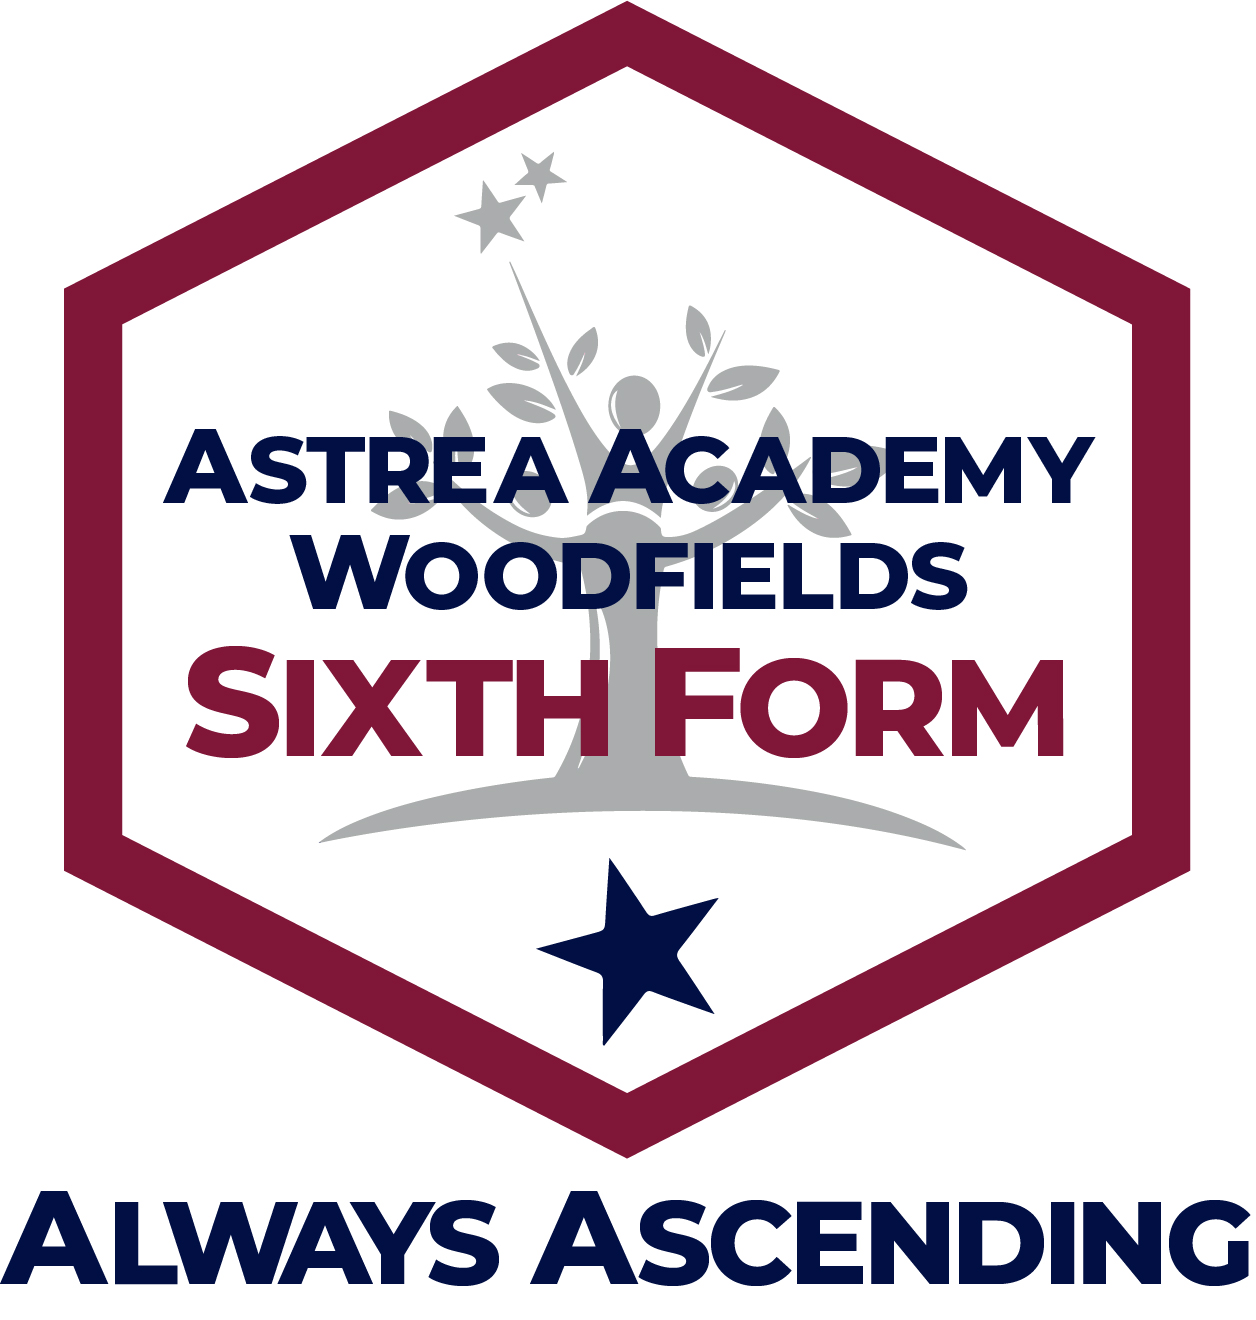 ASTREA ACADEMY
WOODFIELDS
SIXTH FORM
ALWAYS ASCENDING